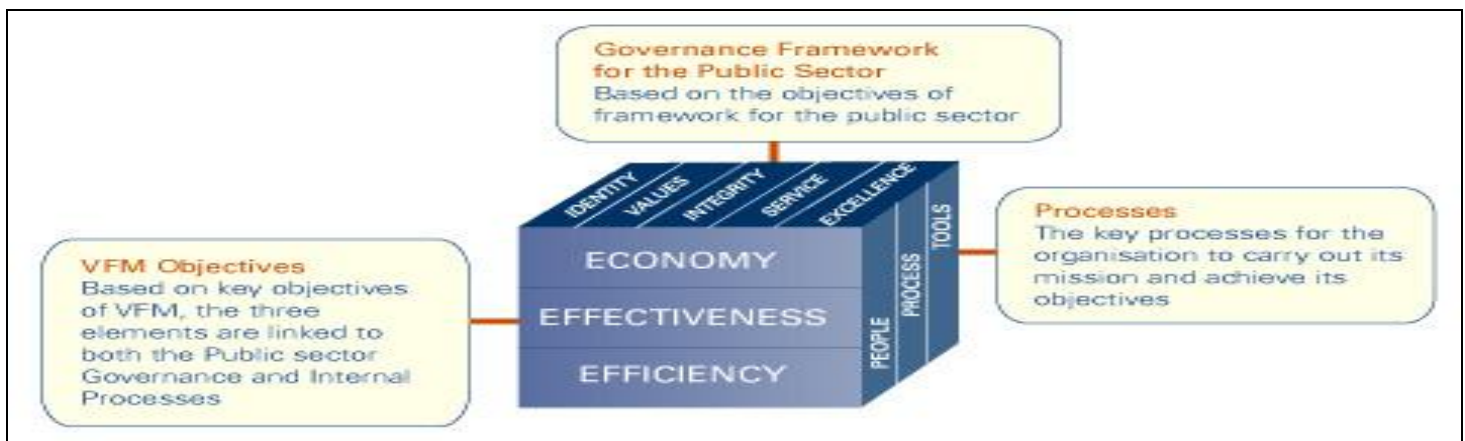 Governance Framework
for the Public Sector
Based on the objectives of
framework for the public sector
IDENTITY
VALUES
INTEGRITY
SERVICE
EXCELLENCE
ECONOMY
EFFECTIVENESS
EFFICIENCY
PEOPLE
PROCESS
TOOLS
VFM Objectives
Based on key objectives
of VFM, the three
elements are linked to
both the Public sector
Governance and Internal
Processes
Processes
The key processes for the
organisation to carry out its
mission and achieve its
objectives